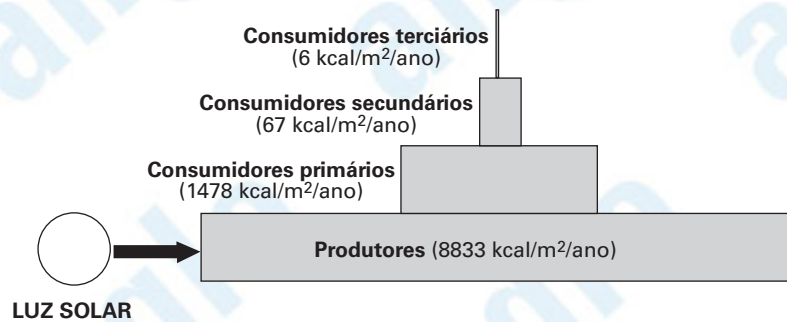 Consumidores terciários
(6 kcal/m²/ano)
Consumidores secundários
(67 kcal/m²/ano)
Consumidores primários
(1478 kcal/m²/ano)
Produtores (8833 kcal/m²/ano)
LUZ SOLAR